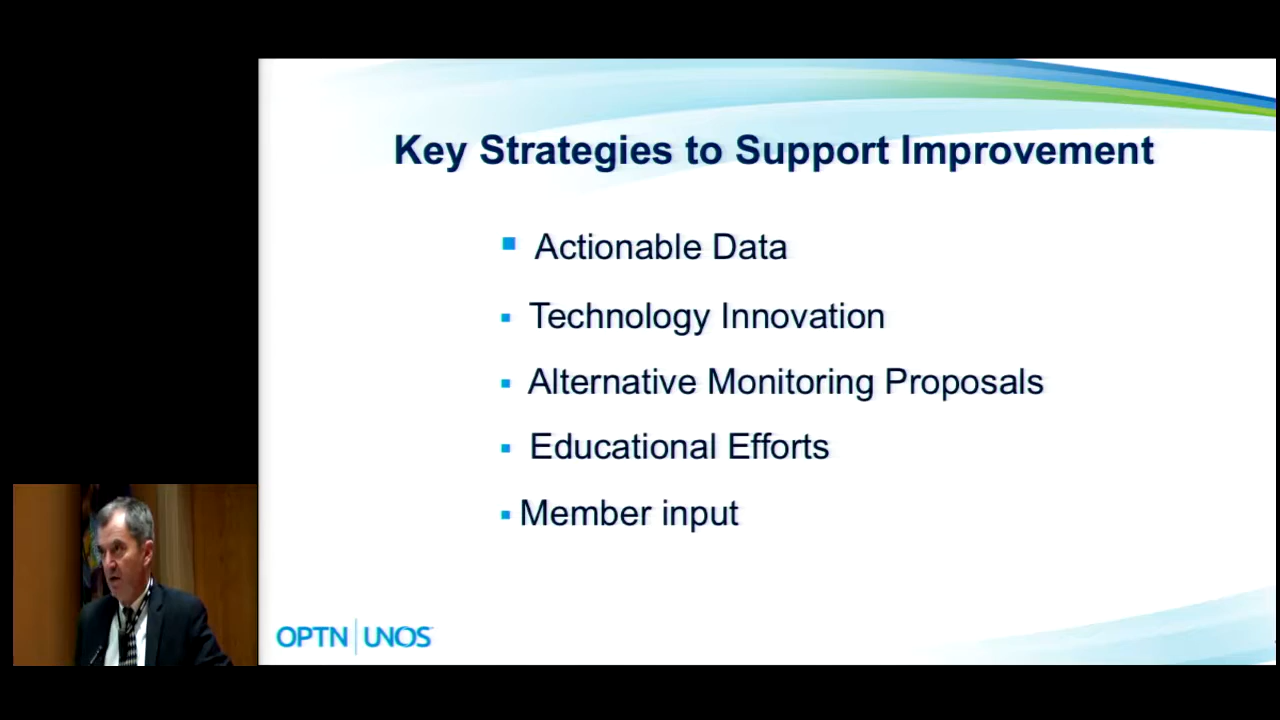 Key Strategies to Support Improvement
▪ Actionable Data
▪ Technology Innovation
▪ Alternative Monitoring Proposals
▪ Educational Efforts
▪ Member input
OPTN | UNOS